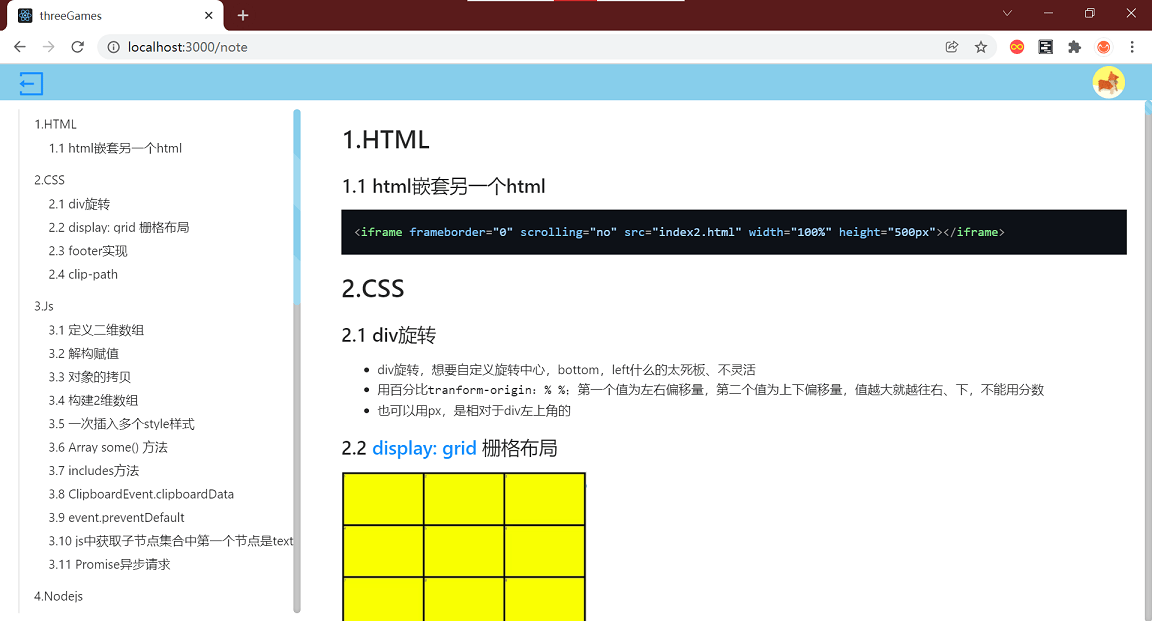 threeGames
localhost:3000/note
1.HTML
1.1 html嵌套另一个html
2.CSS
2.1 div旋转
2.2 display: grid 栅格布局
2.3 footer实现
2.4 clip-path
3.Js
3.1 定义二维数组
3.2 解构赋值
3.3 对象的拷贝
3.4 构建2维数组
3.5 一次插入多个style样式
3.6 Array some() 方法
3.7 includes方法
3.8 ClipboardEvent.clipboardData
3.9 event.preventDefault
3.10 js中获取子节点集合中第一个节点是text
3.11 Promise异步请求
4.Nodejs
1.HTML
1.1 html嵌套另一个html
<iframe frameborder="0" scrolling="no" src="index2.html" width="100%" height="500px"></iframe>
2.CSS
2.1 div旋转
div旋转，想要自定义旋转中心，bottom，left什么的太死板、不灵活
用百分比tranform-origin：% %；第一个值为左右偏移量，第二个值为上下偏移量，值越大就越往右、下，不能用分数
也可以用px，是相对于div左上角的
2.2 display: grid 栅格布局